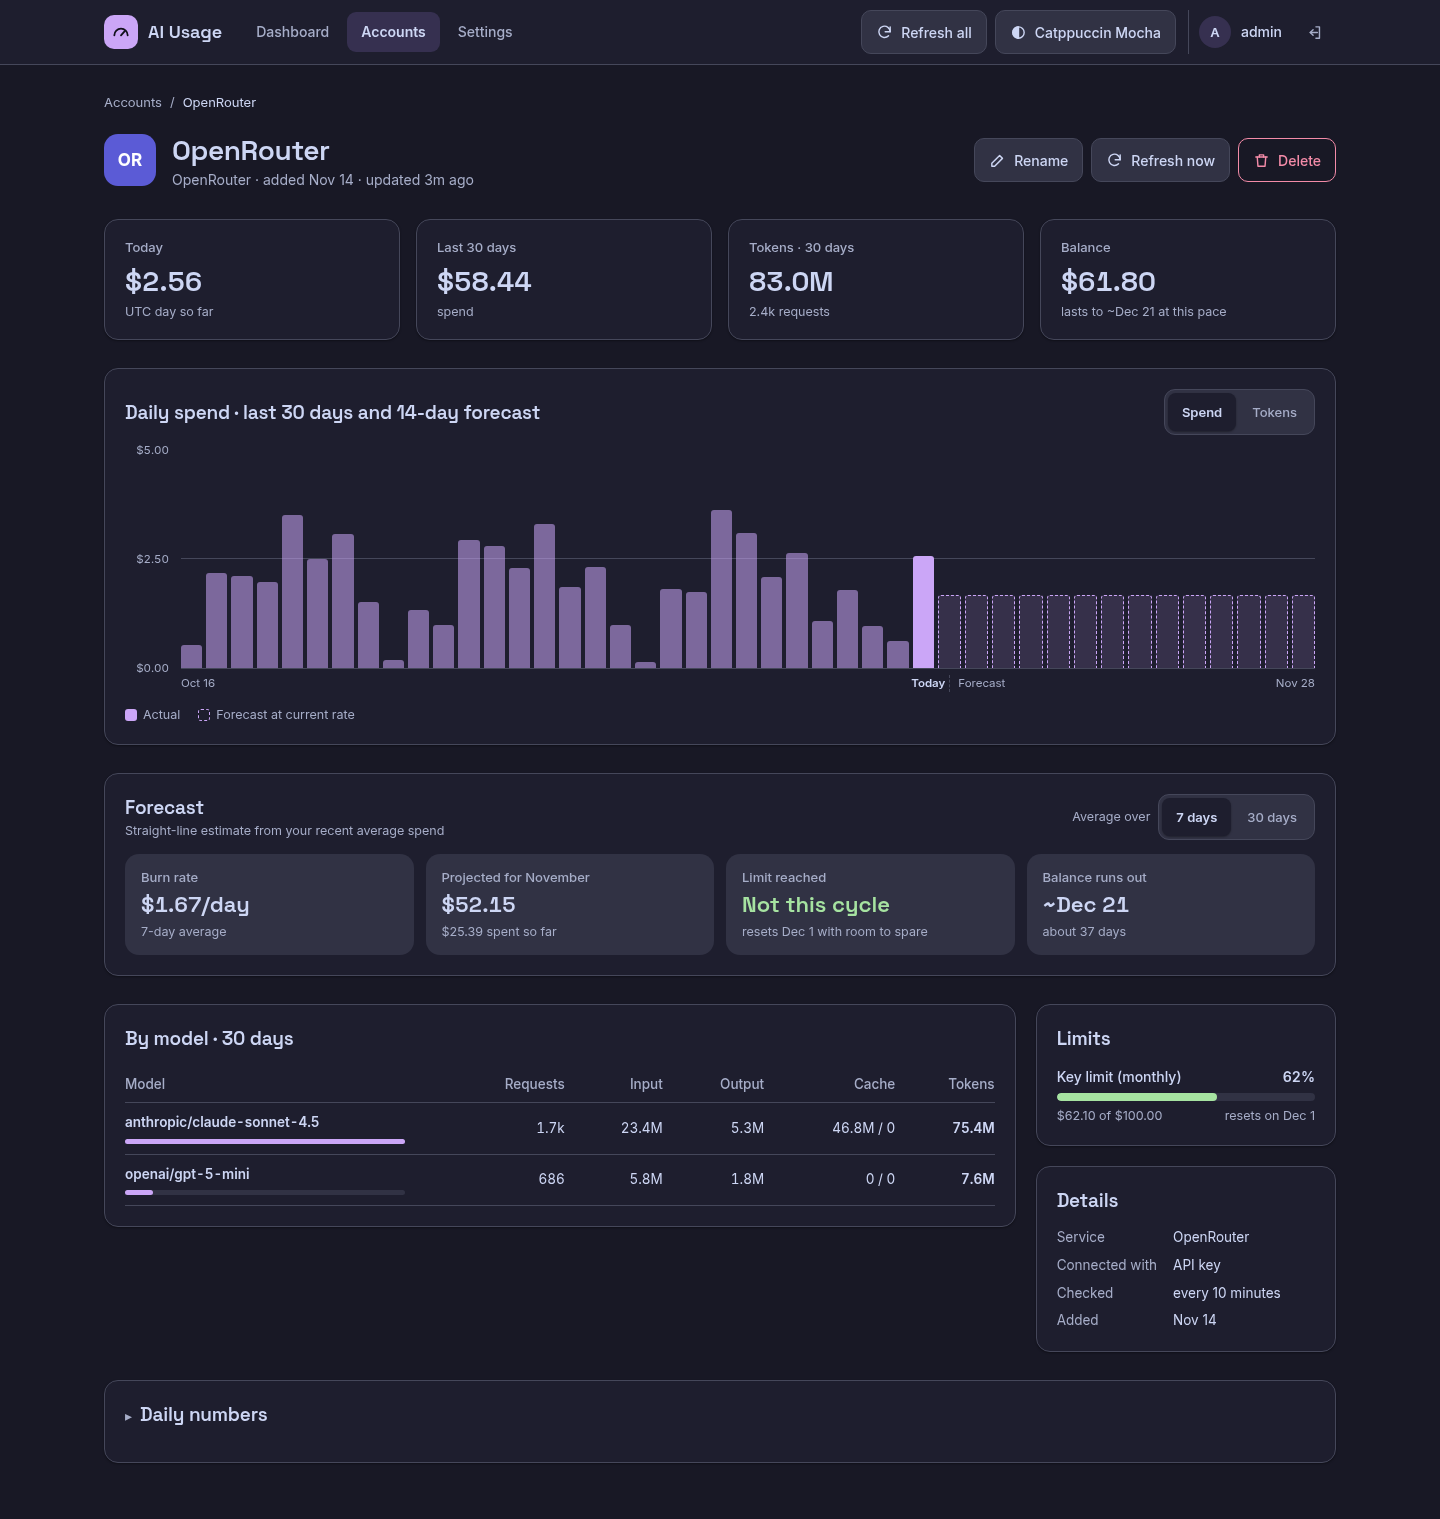 AI Usage Dashboard Accounts Settings Refresh all Catppuccin Mocha A admin
Accounts / OpenRouter
OR
OpenRouter
OpenRouter · added Nov 14 · updated 3m ago
Rename Refresh now Delete
Today
$2.56
UTC day so far
Last 30 days
$58.44
spend
Tokens · 30 days
83.0M
2.4k requests
Balance
$61.80
lasts to ~Dec 21 at this pace
Daily spend · last 30 days and 14-day forecast
Spend Tokens
$5.00
$2.50
$0.00
Oct 16 Today Forecast Nov 28
Actual Forecast at current rate
Forecast
Straight-line estimate from your recent average spend
Average over 7 days 30 days
Burn rate
$1.67/day
7-day average
Projected for November
$52.15
$25.39 spent so far
Limit reached
Not this cycle
resets Dec 1 with room to spare
Balance runs out
~Dec 21
about 37 days
By model · 30 days
Model Requests Input Output Cache Tokens
anthropic/claude-sonnet-4.5 1.7k 23.4M 5.3M 46.8M / 0 75.4M
openai/gpt-5-mini 686 5.8M 1.8M 0 / 0 7.6M
Limits
Key limit (monthly) 62%
$62.10 of $100.00 resets on Dec 1
Details
Service OpenRouter
Connected with API key
Checked every 10 minutes
Added Nov 14
Daily numbers